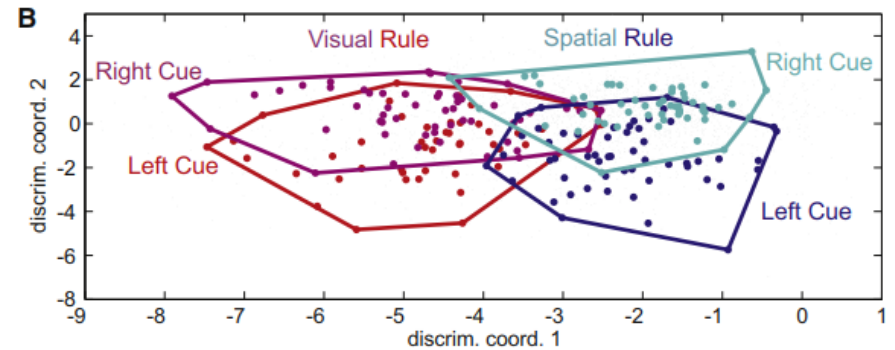 B
Visual Rule
Spatial Rule
Right Cue
Right Cue
Left Cue
Left Cue
discrim. coord. 2
4
2
0
-2
-4
-6
-8
-9 -8 -7 -6 -5 -4 -3 -2 -1 0 1
discrim. coord. 1